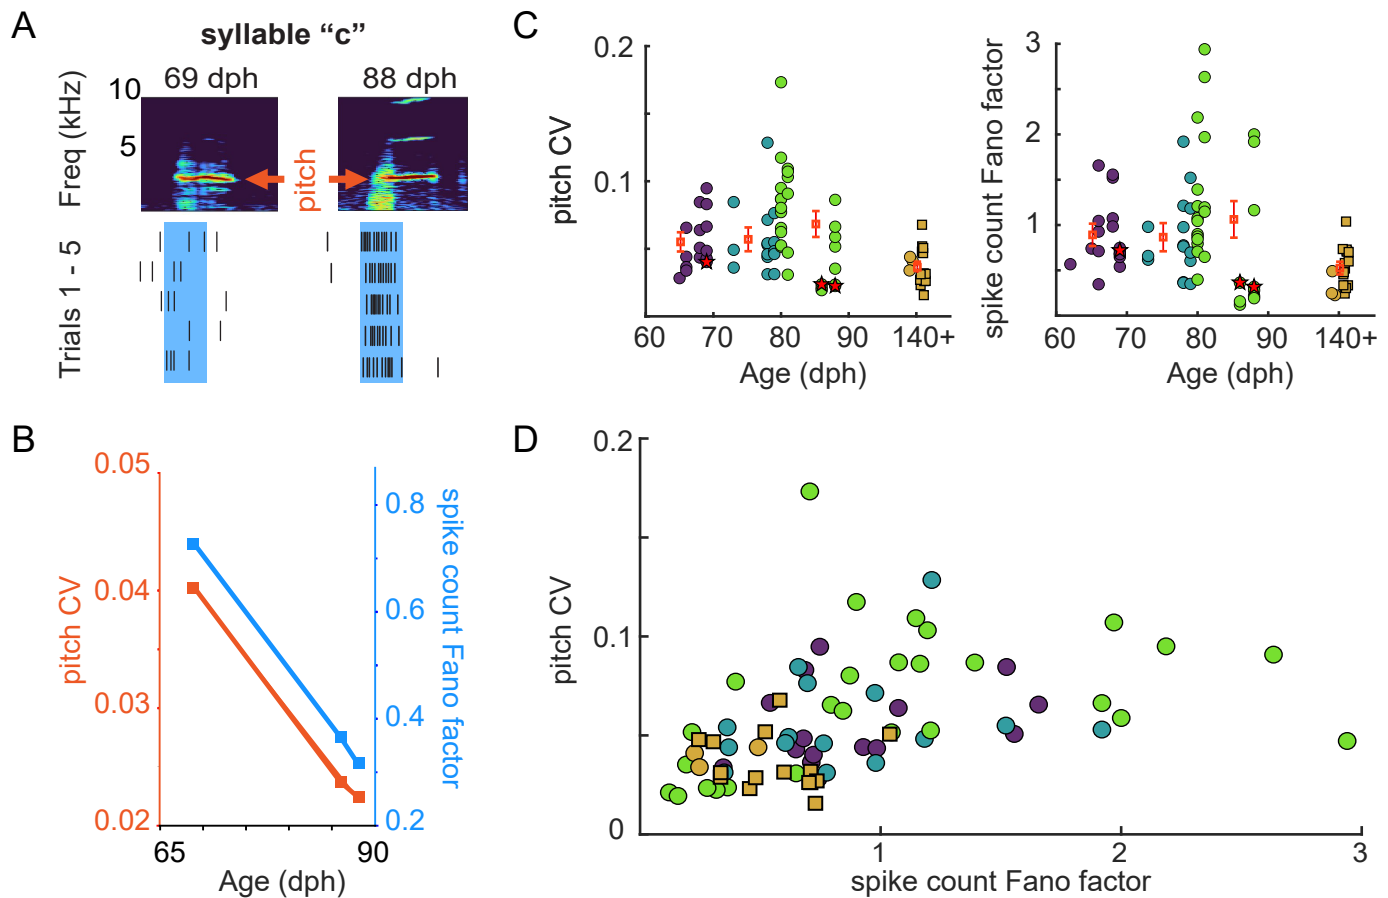 A
syllable “c”
69 dph
88 dph
Freq (kHz)
10
5
pitch
Trials 1 - 5
B
0.05
0.04
0.03
0.02
pitch CV
0.8
0.6
0.4
0.2
spike count Fano factor
65
90
Age (dph)
C
0.2
0.1
pitch CV
60
70
80
90
140+
Age (dph)
3
2
1
0
spike count Fano factor
60
70
80
90
140+
Age (dph)
D
0.2
0.1
0
pitch CV
1
2
3
spike count Fano factor